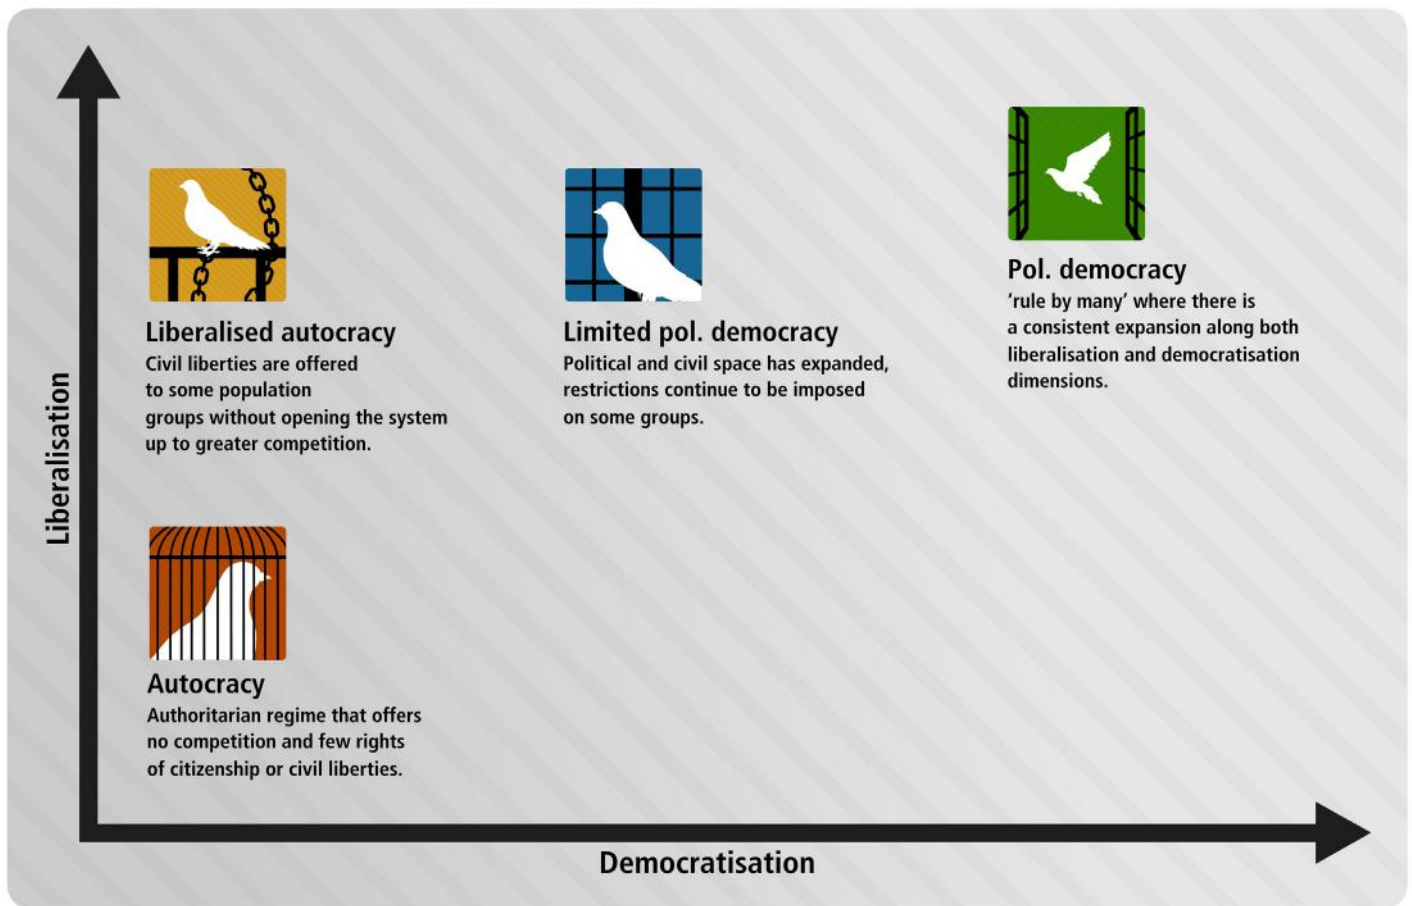 Liberalisation
Liberalised autocracy
Civil liberties are offered
to some population
groups without opening the system
up to greater competition.
Limited pol. democracy
Political and civil space has expanded,
restrictions continue to be imposed
on some groups.
Pol. democracy
‘rule by many’ where there is
a consistent expansion along both
liberalisation and democratisation
dimensions.
Autocracy
Authoritarian regime that offers
no competition and few rights
of citizenship or civil liberties.
Democratisation